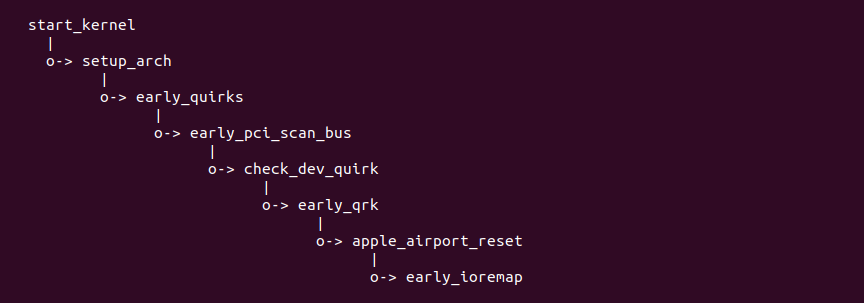 start_kernel
|
o-> setup_arch
|
o-> early_quirks
|
o-> early_pci_scan_bus
|
o-> check_dev_quirk
|
o-> early_qrk
|
o-> apple_airport_reset
|
o-> early_ioremap